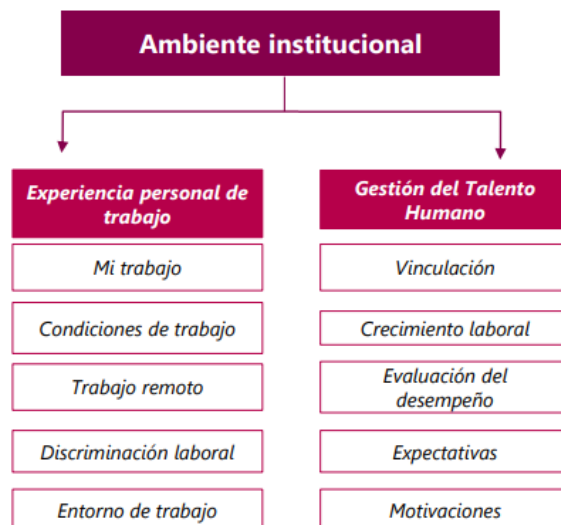 Ambiente institucional
Experiencia personal de
trabajo
Mi trabajo
Condiciones de trabajo
Trabajo remoto
Discriminación laboral
Entorno de trabajo
Gestión del Talento
Humano
Vinculación
Crecimiento laboral
Evaluación del
desempeño
Expectativas
Motivaciones